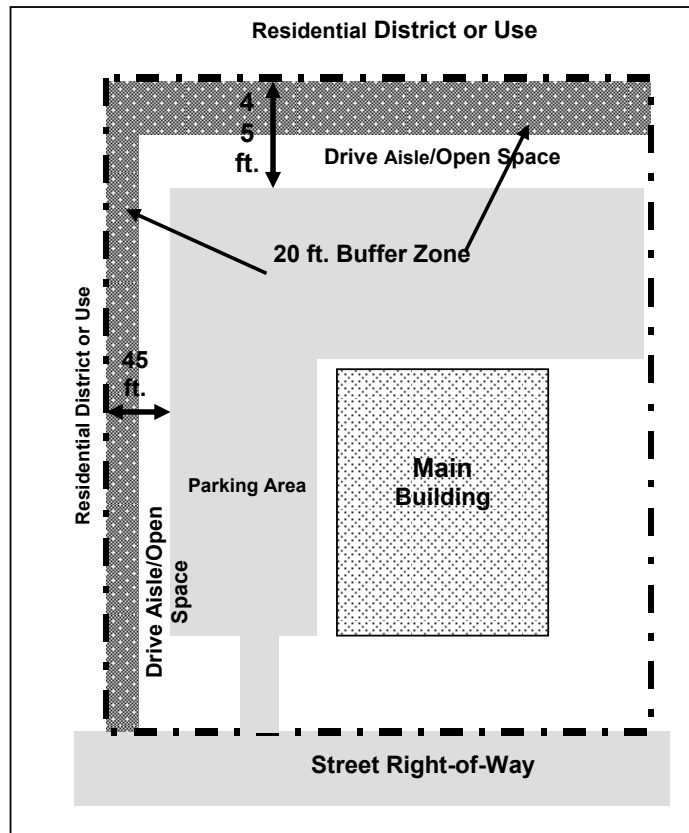 Residential District or Use
4
5
ft.
Drive Aisle/Open Space
20 ft. Buffer Zone
Residential District or Use
45
ft.
Main
Building
Parking Area
Drive Aisle/Open
Space
Street Right-of-Way